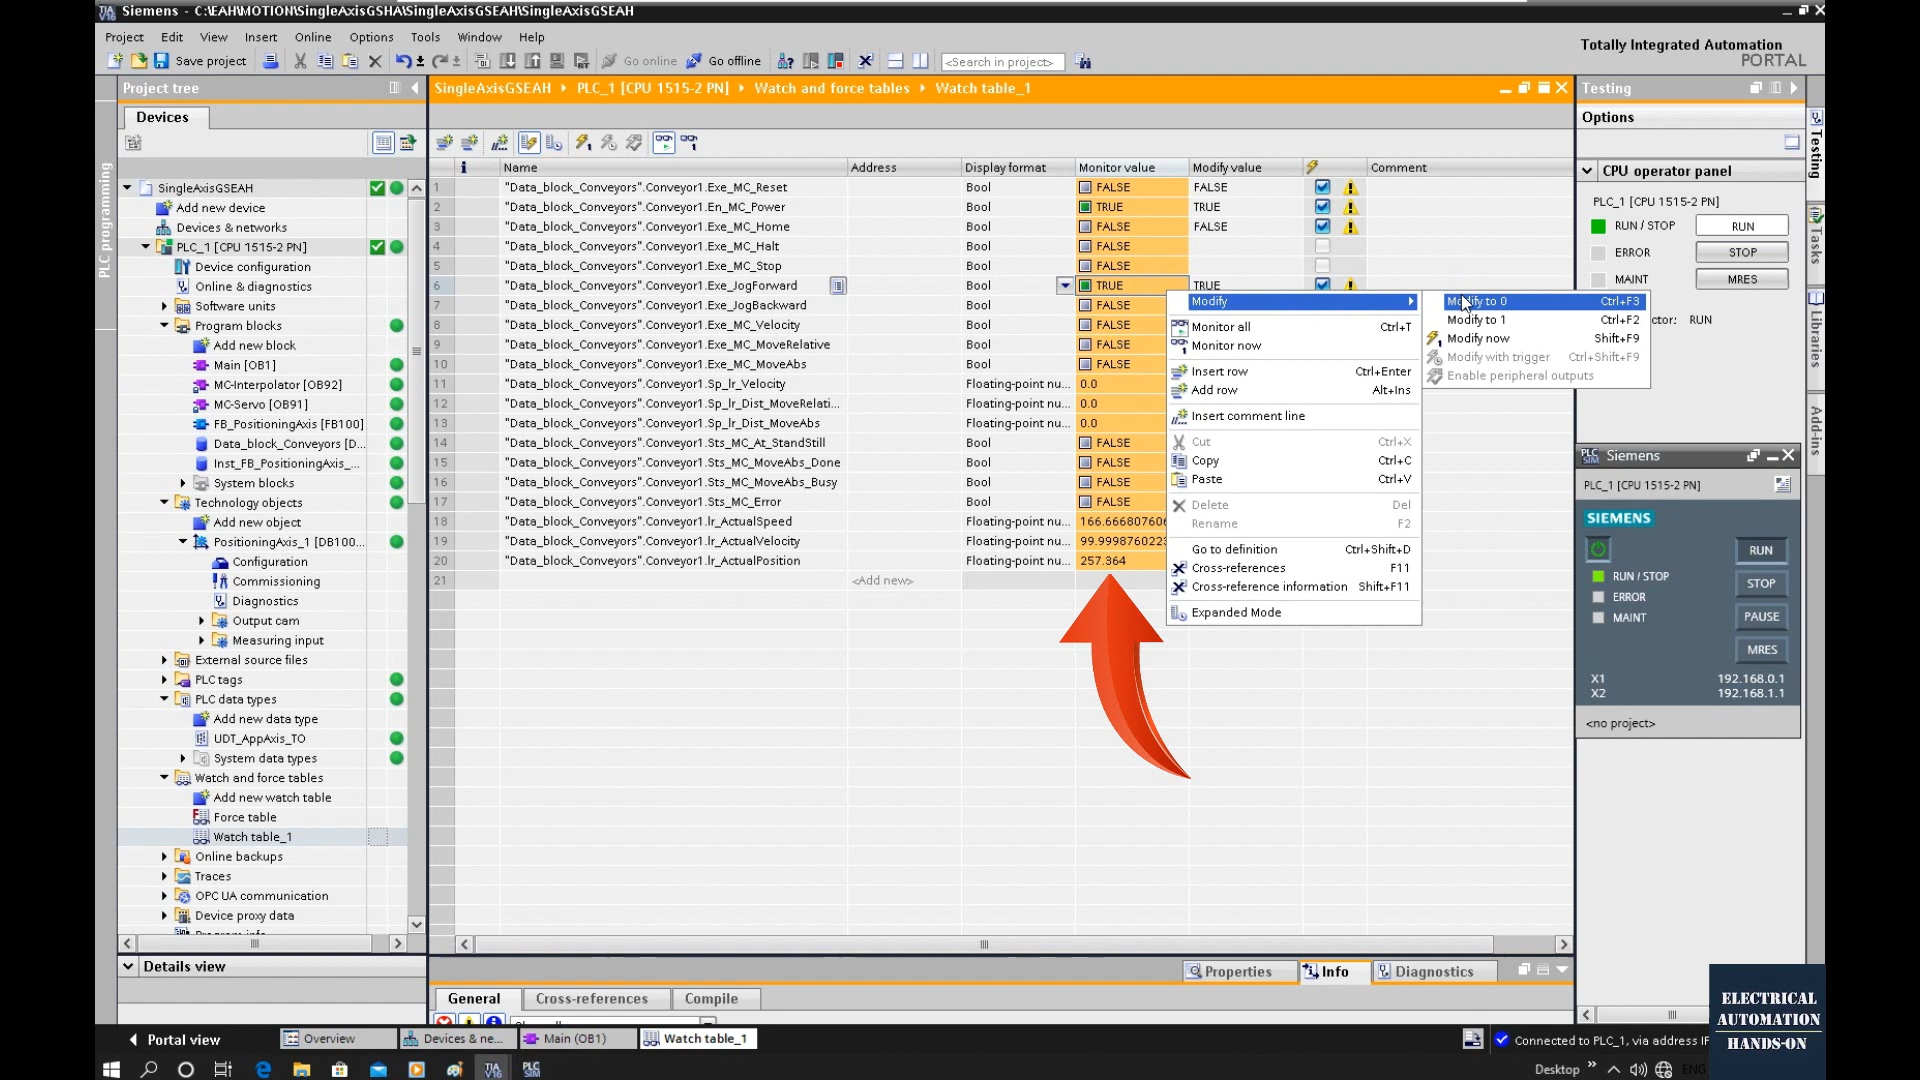 Siemens - C:\EAH\MOTION\SingleAxisGSHA\SingleAxisGSEAH\SingleAxisGSEAH
Project Edit View Insert Online Options Tools Window Help
Totally Integrated Automation
PORTAL
Save project
Go online
Go offline
<Search in project>
Project tree
SingleAxisGSEAH PLC_1 [CPU 1515-2 PN] Watch and force tables Watch table_1
Testing
Devices
Options
PLC programming
SingleAxisGSEAH
Add new device
Devices & networks
PLC_1 [CPU 1515-2 PN]
Device configuration
Online & diagnostics
Software units
Program blocks
Add new block
Main [OB1]
MC-Interpolator [OB92]
MC-Servo [OB91]
FB_PositioningAxis [FB100]
Data_block_Conveyors [D...
Inst_FB_PositioningAxis_...
System blocks
Technology objects
Add new object
PositioningAxis_1 [DB100...
Configuration
Commissioning
Diagnostics
Output cam
Measuring input
External source files
PLC tags
PLC data types
Add new data type
UDT_AppAxis_TO
System data types
Watch and force tables
Add new watch table
Force table
Watch table_1
Online backups
Traces
OPC UA communication
Device proxy data
Details view
i Name Address Display format Monitor value Modify value Comment
1 "Data_block_Conveyors".Conveyor1.Exe_MC_Reset Bool FALSE FALSE
2 "Data_block_Conveyors".Conveyor1.En_MC_Power Bool TRUE TRUE
3 "Data_block_Conveyors".Conveyor1.Exe_MC_Home Bool FALSE FALSE
4 "Data_block_Conveyors".Conveyor1.Exe_MC_Halt Bool FALSE
5 "Data_block_Conveyors".Conveyor1.Exe_MC_Stop Bool FALSE
6 "Data_block_Conveyors".Conveyor1.Exe_JogForward Bool TRUE TRUE
7 "Data_block_Conveyors".Conveyor1.Exe_JogBackward Bool FALSE
8 "Data_block_Conveyors".Conveyor1.Exe_MC_Velocity Bool FALSE
9 "Data_block_Conveyors".Conveyor1.Exe_MC_MoveRelative Bool FALSE
10 "Data_block_Conveyors".Conveyor1.Exe_MC_MoveAbs Bool FALSE
11 "Data_block_Conveyors".Conveyor1.Sp_lr_Velocity Floating-point nu... 0.0
12 "Data_block_Conveyors".Conveyor1.Sp_lr_Dist_MoveRelati... Floating-point nu... 0.0
13 "Data_block_Conveyors".Conveyor1.Sp_lr_Dist_MoveAbs Floating-point nu... 0.0
14 "Data_block_Conveyors".Conveyor1.Sts_MC_At_StandStill Bool FALSE
15 "Data_block_Conveyors".Conveyor1.Sts_MC_MoveAbs_Done Bool FALSE
16 "Data_block_Conveyors".Conveyor1.Sts_MC_MoveAbs_Busy Bool FALSE
17 "Data_block_Conveyors".Conveyor1.Sts_MC_Error Bool FALSE
18 "Data_block_Conveyors".Conveyor1.lr_ActualSpeed Floating-point nu... 166.666807606
19 "Data_block_Conveyors".Conveyor1.lr_ActualVelocity Floating-point nu... 99.9998760223
20 "Data_block_Conveyors".Conveyor1.lr_ActualPosition Floating-point nu... 257.364
21 <Add new>
Modify
Monitor all Ctrl+T
Monitor now
Insert row Ctrl+Enter
Add row Alt+Ins
Insert comment line
Cut Ctrl+X
Copy Ctrl+C
Paste Ctrl+V
Delete Del
Rename F2
Go to definition Ctrl+Shift+D
Cross-references F11
Cross-reference information Shift+F11
Expanded Mode
Modify to 0 Ctrl+F3
Modify to 1 Ctrl+F2
Modify now Shift+F9
Modify with trigger Ctrl+Shift+F9
Enable peripheral outputs
CPU operator panel
PLC_1 [CPU 1515-2 PN]
RUN / STOP RUN
ERROR STOP
MAINT MRES
ctor: RUN
Siemens
PLC_1 [CPU 1515-2 PN]
SIEMENS
RUN
RUN / STOP
STOP
ERROR
MAINT
PAUSE
MRES
X1 192.168.0.1
X2 192.168.1.1
<no project>
Testing
Tasks
Libraries
Add-ins
Properties Info Diagnostics
General Cross-references Compile
Portal view
Overview
Devices & ne...
Main (OB1)
Watch table_1
Connected to PLC_1, via address IP
Desktop
ENG
ELECTRICAL
AUTOMATION
HANDS-ON